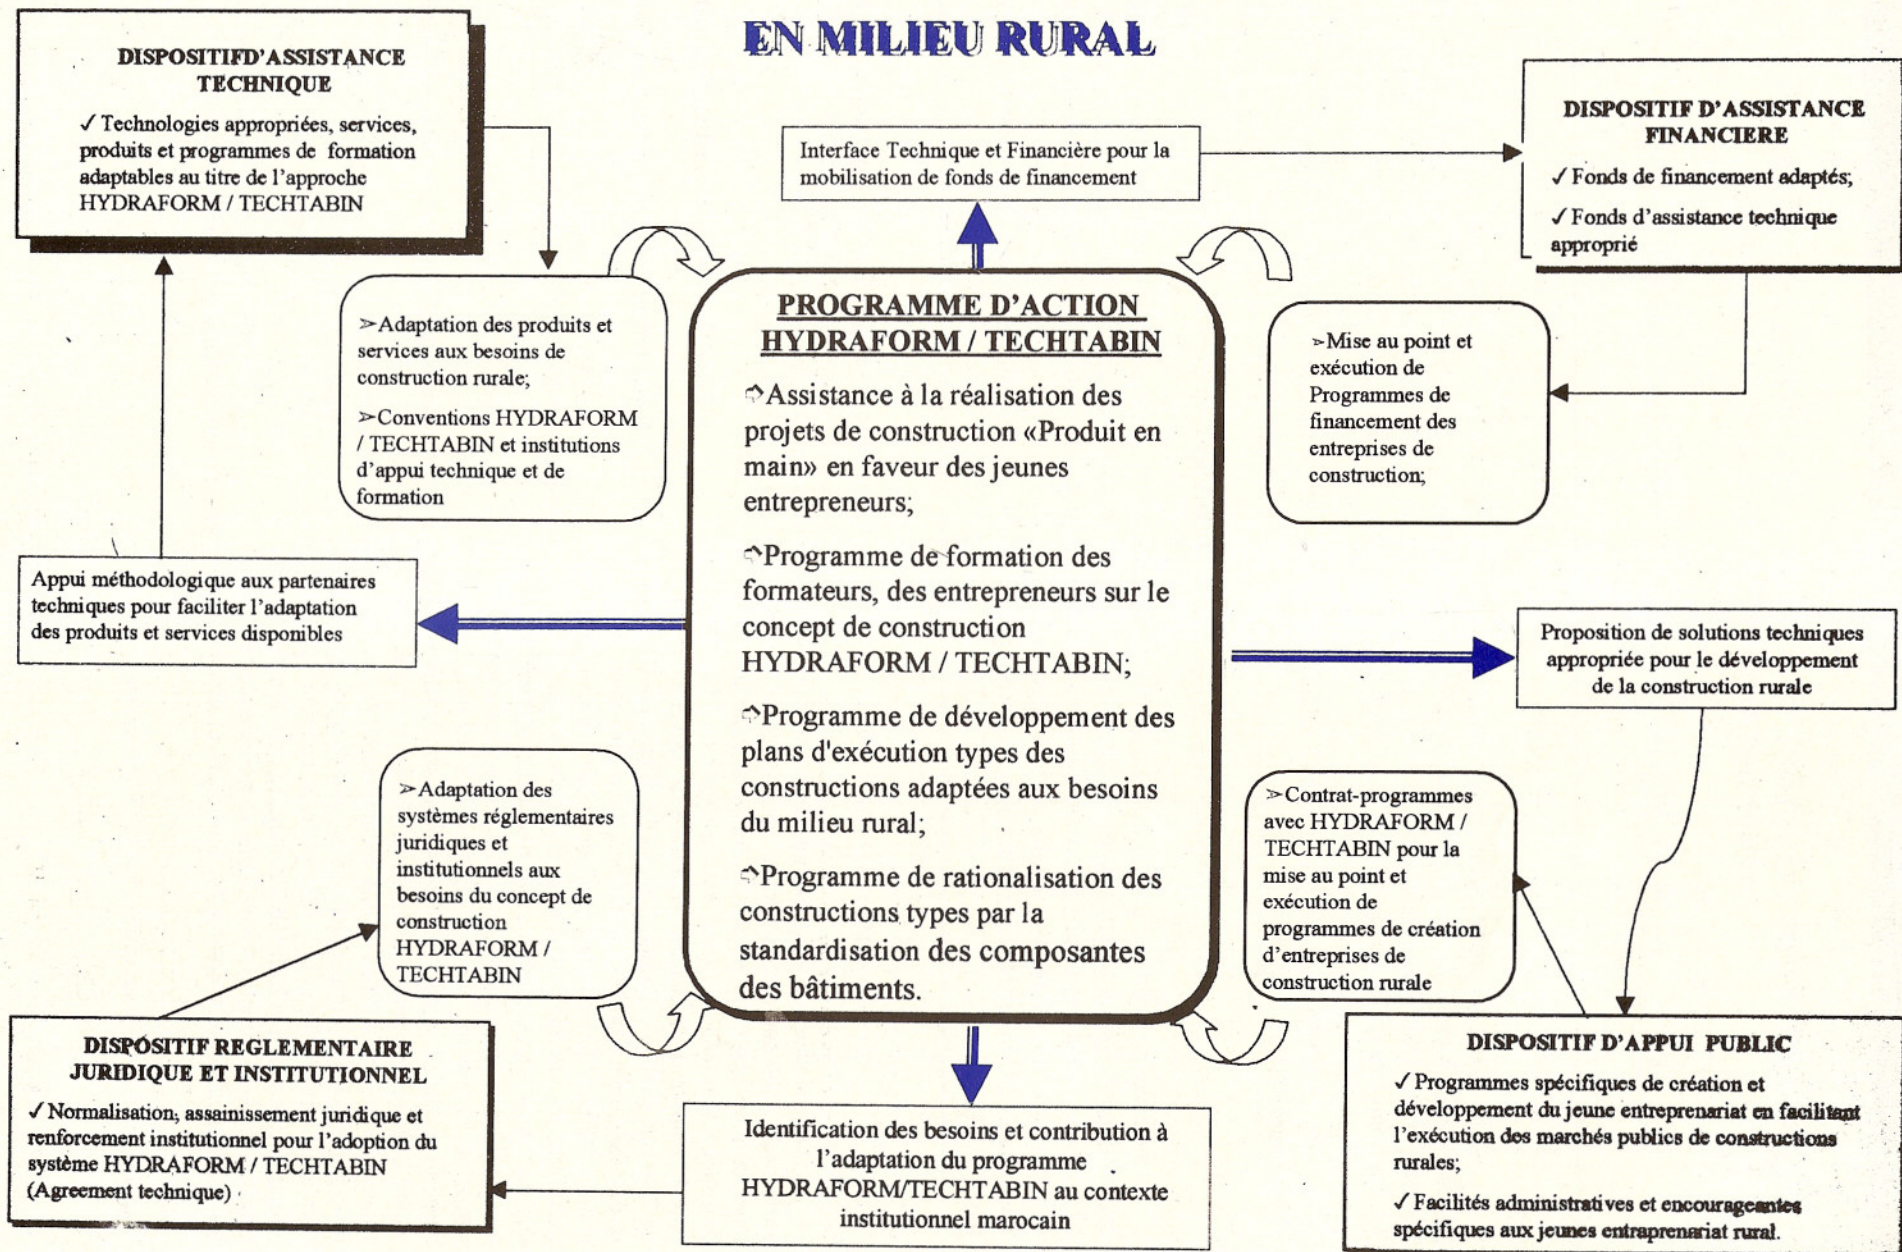 EN MILIEU RURAL
DISPOSITIFD'ASSISTANCE
TECHNIQUE
✓ Technologies appropriées, services,
produits et programmes de formation
adaptables au titre de l'approche
HYDRAFORM / TECHTABIN
Interface Technique et Financière pour la
mobilisation de fonds de financement
DISPOSITIF D'ASSISTANCE
FINANCIERE
✓ Fonds de financement adaptés;
✓ Fonds d'assistance technique
approprié
➢Adaptation des produits et
services aux besoins de
construction rurale;
➢Conventions HYDRAFORM
/ TECHTABIN et institutions
d'appui technique et de
formation
PROGRAMME D'ACTION
HYDRAFORM / TECHTABIN
➪Assistance à la réalisation des
projets de construction «Produit en
main» en faveur des jeunes
entrepreneurs;
➪Programme de formation des
formateurs, des entrepreneurs sur le
concept de construction
HYDRAFORM / TECHTABIN;
➪Programme de développement des
plans d'exécution types des
constructions adaptées aux besoins
du milieu rural;
➪Programme de rationalisation des
constructions types par la
standardisation des composantes
des bâtiments.
➢Mise au point et
exécution de
Programmes de
financement des
entreprises de
construction;
Appui méthodologique aux partenaires
techniques pour faciliter l'adaptation
des produits et services disponibles
Proposition de solutions techniques
appropriée pour le développement
de la construction rurale
➢Adaptation des
systèmes réglementaires
juridiques et
institutionnels aux
besoins du concept de
construction
HYDRAFORM /
TECHTABIN
➢Contrat-programmes
avec HYDRAFORM /
TECHTABIN pour la
mise au point et
exécution de
programmes de création
d'entreprises de
construction rurale
DISPOSITIF REGLEMENTAIRE
JURIDIQUE ET INSTITUTIONNEL
✓ Normalisation, assainissement juridique et
renforcement institutionnel pour l'adoption du
système HYDRAFORM / TECHTABIN
(Agreement technique)
Identification des besoins et contribution à
l'adaptation du programme
HYDRAFORM/TECHTABIN au contexte
institutionnel marocain
DISPOSITIF D'APPUI PUBLIC
✓ Programmes spécifiques de création et
développement du jeune entreprenariat en facilitant
l'exécution des marchés publics de constructions
rurales;
✓ Facilités administratives et encourageantes
spécifiques aux jeunes entraprenariat rural.